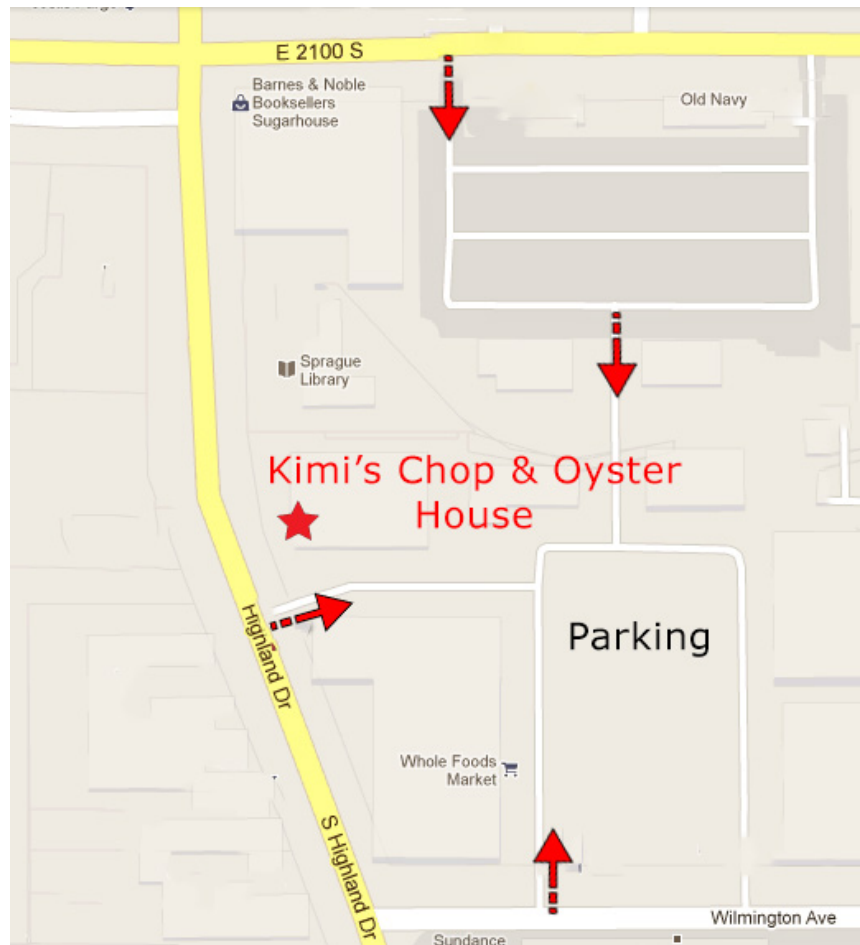 E 2100 S
Barnes & Noble
Booksellers
Sugarhouse
Old Navy
Sprague
Library
Kimi's Chop & Oyster
House
Highland Dr
Parking
Whole Foods
Market
S Highland Dr
Wilmington Ave
Sundance